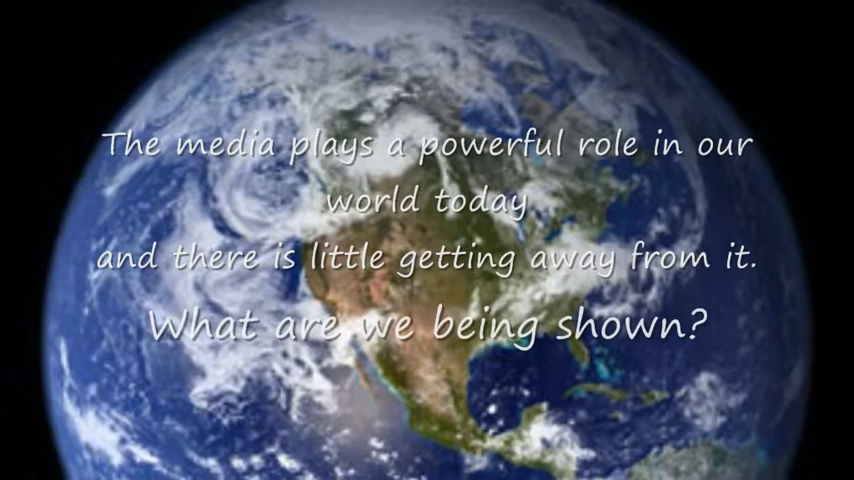 The media plays a powerful role in our
world today
and there is little getting away from it.
What are we being shown?